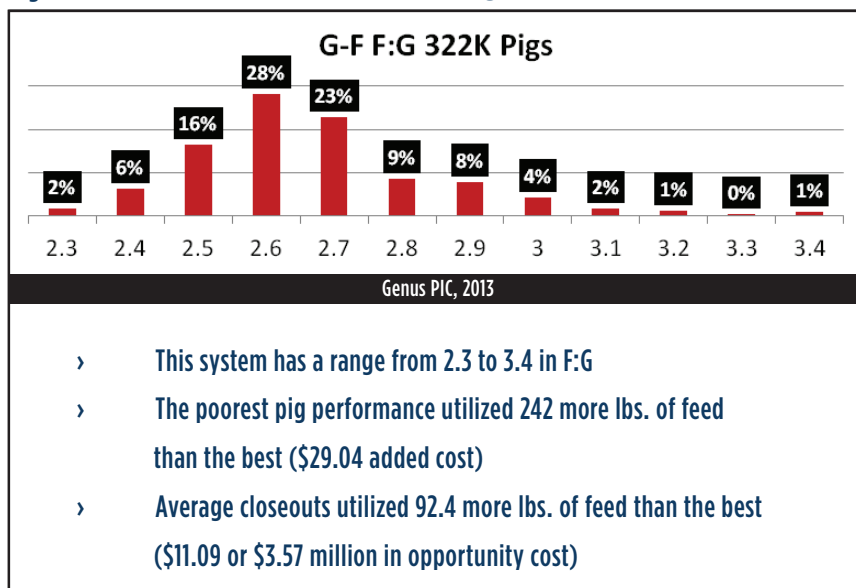 G-F F:G 322K Pigs
2% 6% 16% 28% 23% 9% 8% 4% 2% 1% 0% 1%
2.3 2.4 2.5 2.6 2.7 2.8 2.9 3 3.1 3.2 3.3 3.4
Genus PIC, 2013
› This system has a range from 2.3 to 3.4 in F:G
› The poorest pig performance utilized 242 more lbs. of feed
than the best ($29.04 added cost)
› Average closeouts utilized 92.4 more lbs. of feed than the best
($11.09 or $3.57 million in opportunity cost)